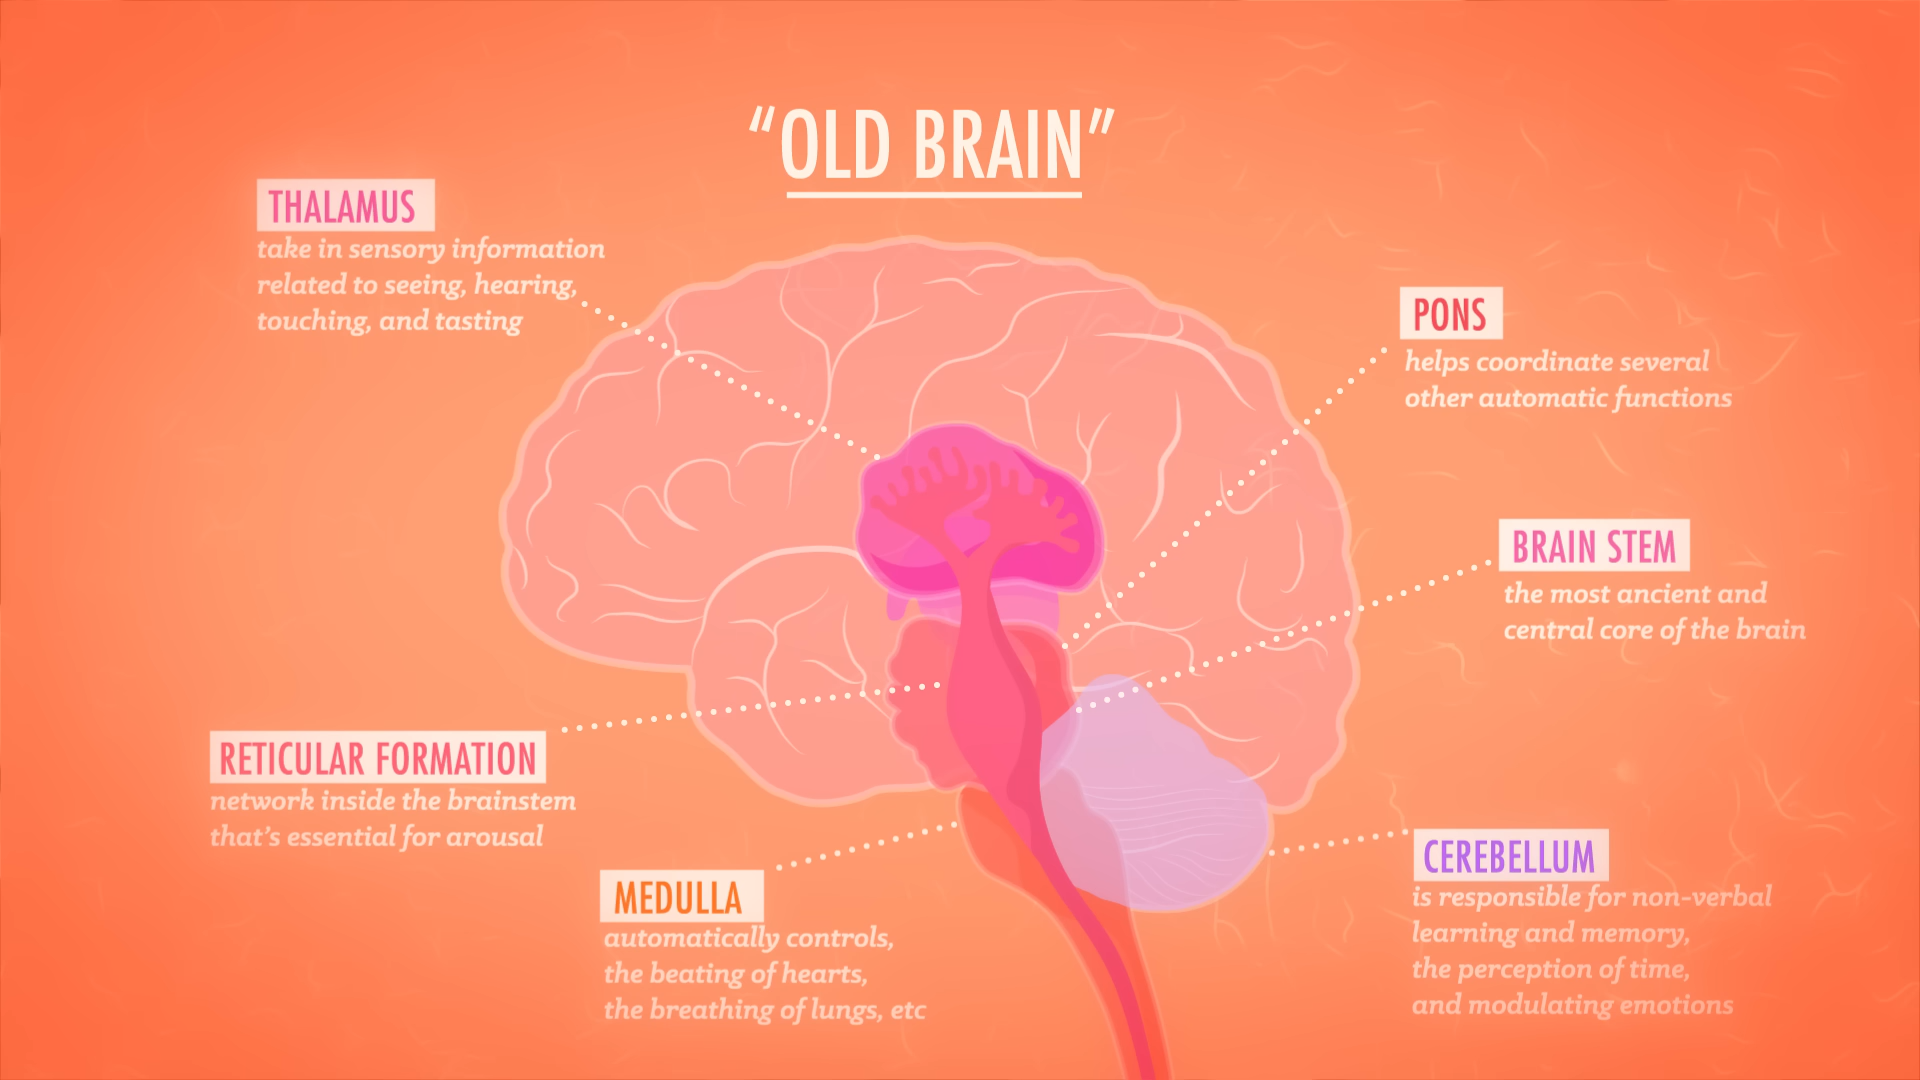 “OLD BRAIN”
THALAMUS
take in sensory information
related to seeing, hearing,
touching, and tasting
PONS
helps coordinate several
other automatic functions
BRAIN STEM
the most ancient and
central core of the brain
RETICULAR FORMATION
network inside the brainstem
that’s essential for arousal
MEDULLA
automatically controls,
the beating of hearts,
the breathing of lungs, etc
CEREBELLUM
is responsible for non-verbal
learning and memory,
the perception of time,
and modulating emotions